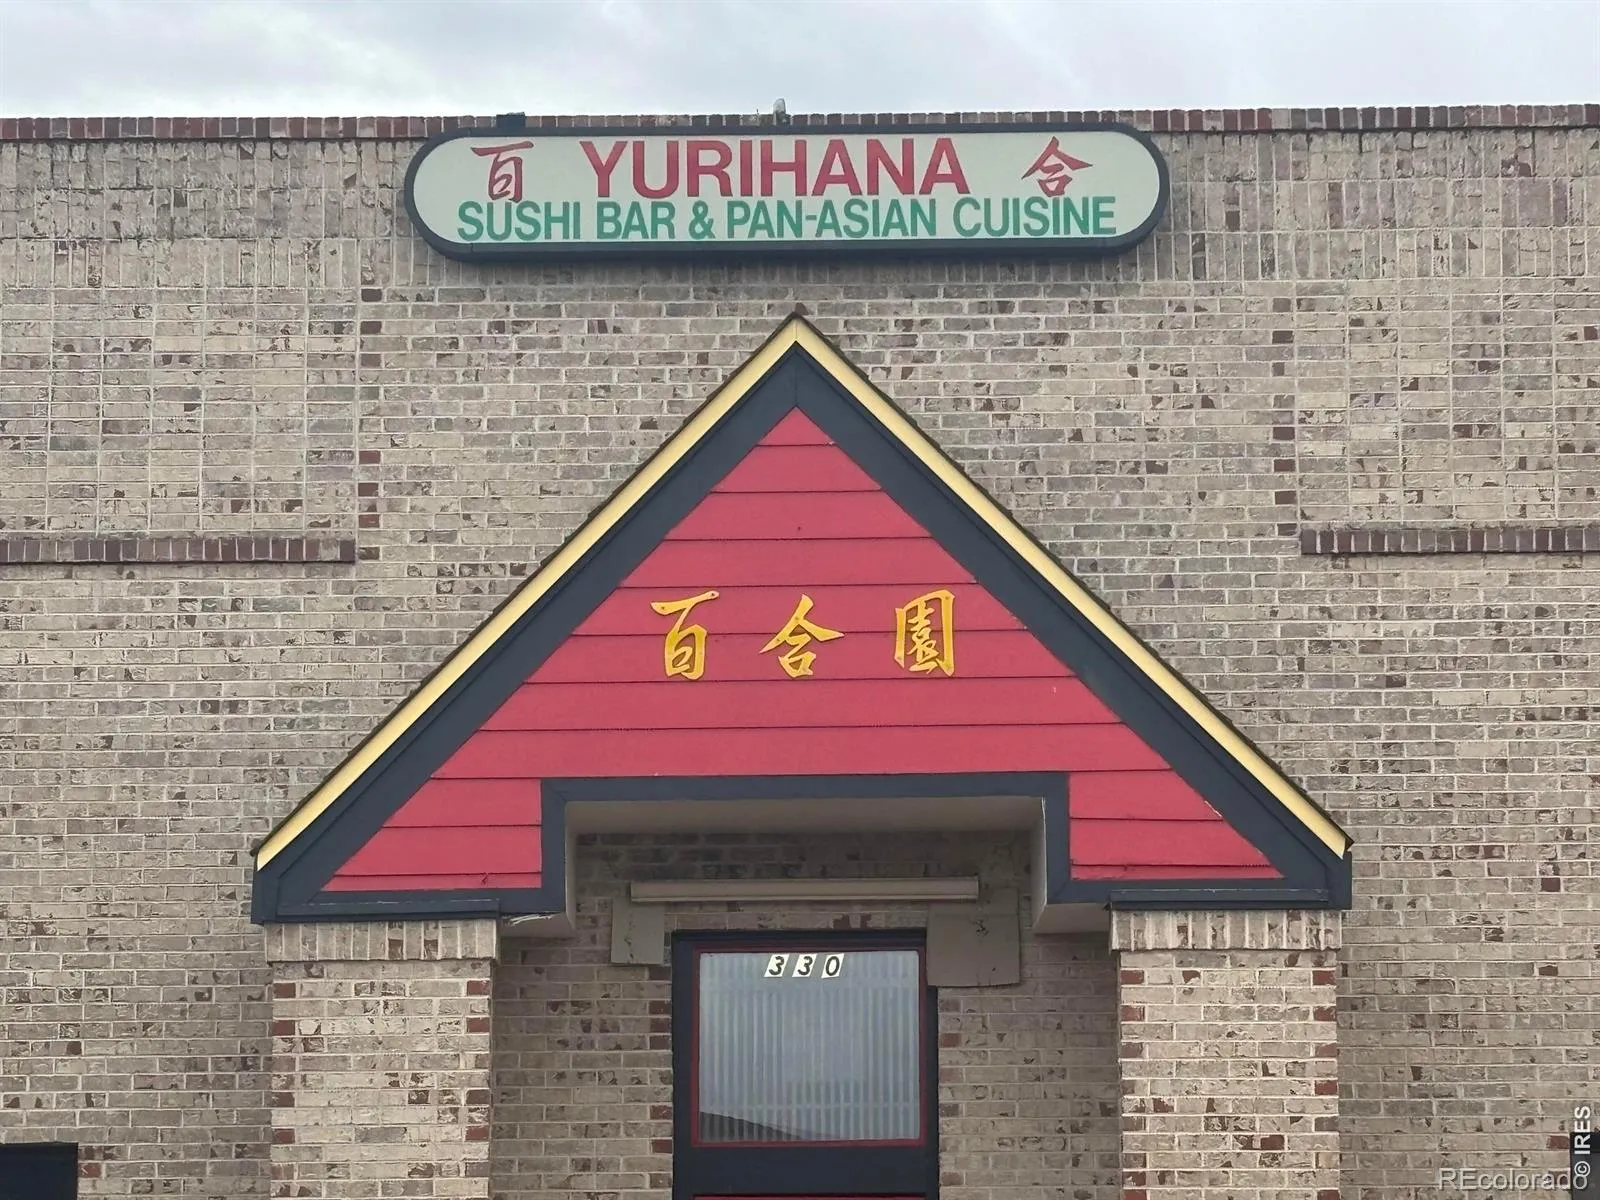 百 YURIHANA 合
SUSHI BAR & PAN-ASIAN CUISINE
百合園
330
© IRES
REcolorado